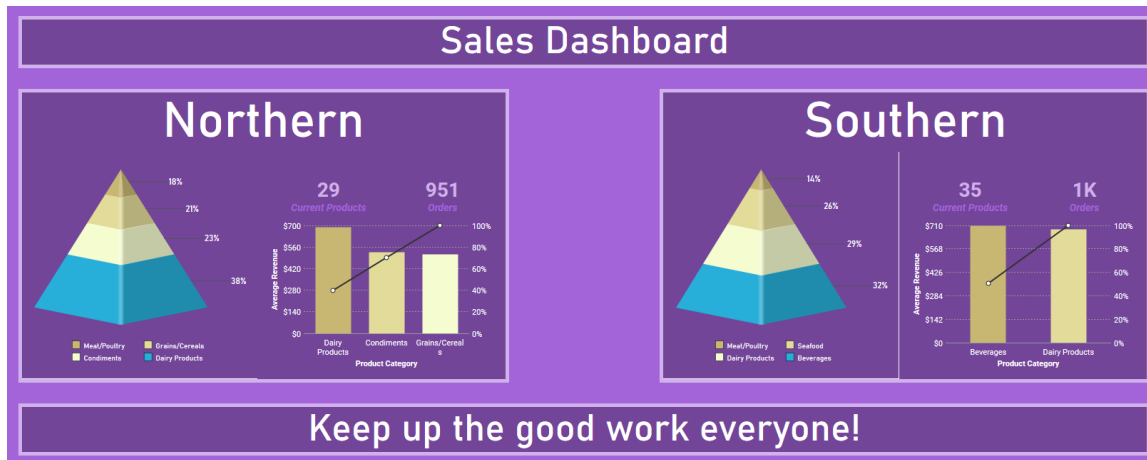 Sales Dashboard
Northern
18%
21%
23%
38%
Meat/Poultry
Grains/Cereals
Condiments
Dairy Products
29
Current Products
951
Orders
$700
$560
$420
$280
$140
$0
Average Revenue
100%
80%
60%
40%
20%
0%
Dairy
Products
Condiments
Grains/Cereal
s
Product Category
Southern
14%
26%
29%
32%
Meat/Poultry
Seafood
Dairy Products
Beverages
35
Current Products
1K
Orders
$710
$568
$426
$284
$142
$0
Average Revenue
100%
80%
60%
40%
20%
0%
Beverages
Dairy Products
Product Category
Keep up the good work everyone!